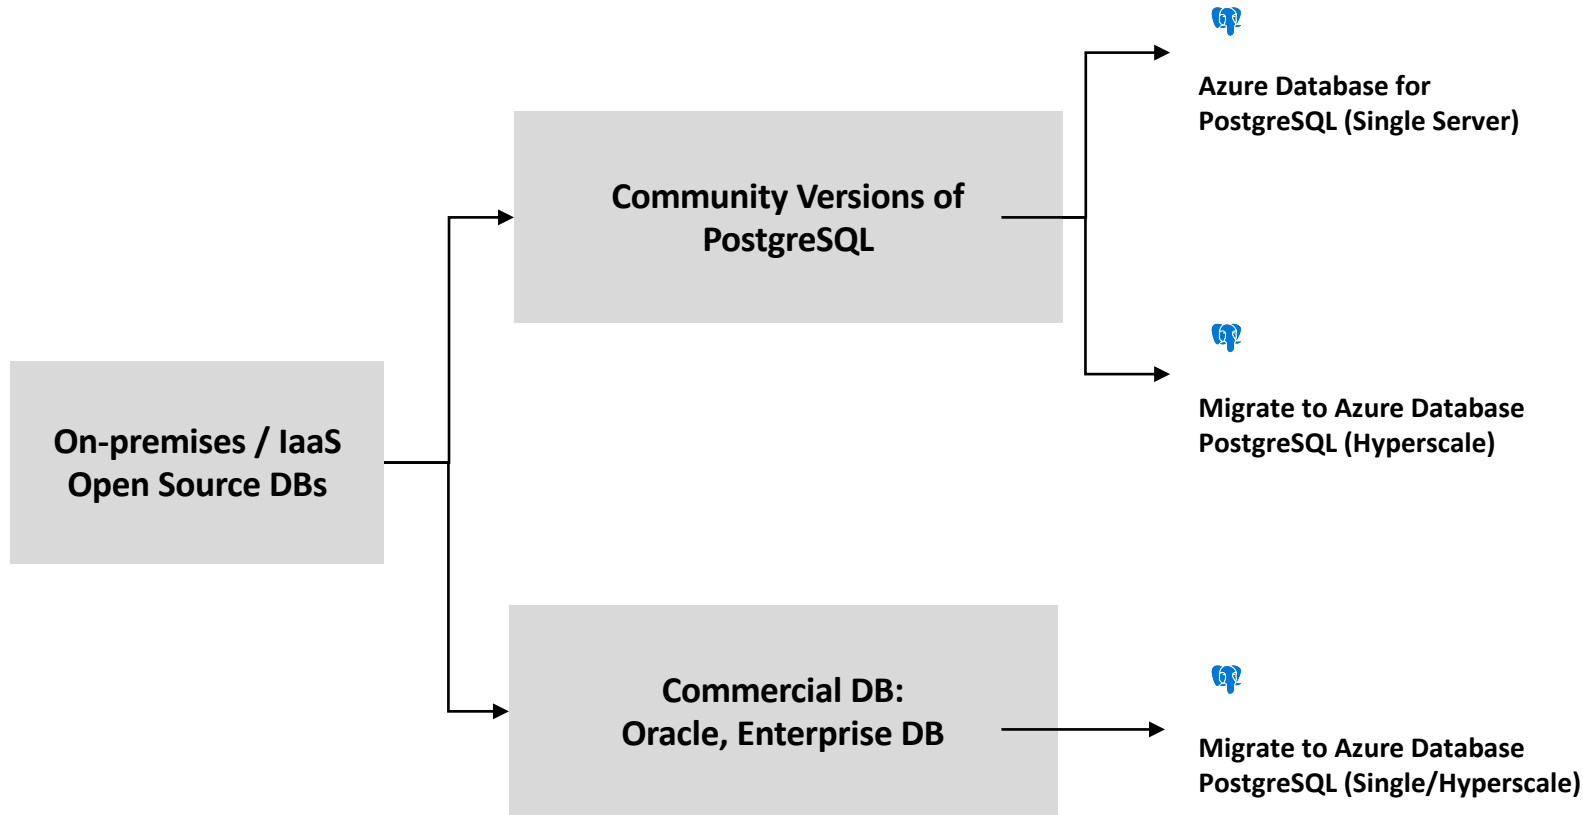 Azure Database for
PostgreSQL (Single Server)
Community Versions of
PostgreSQL
Migrate to Azure Database
PostgreSQL (Hyperscale)
On-premises / IaaS
Open Source DBs
Commercial DB:
Oracle, Enterprise DB
Migrate to Azure Database
PostgreSQL (Single/Hyperscale)